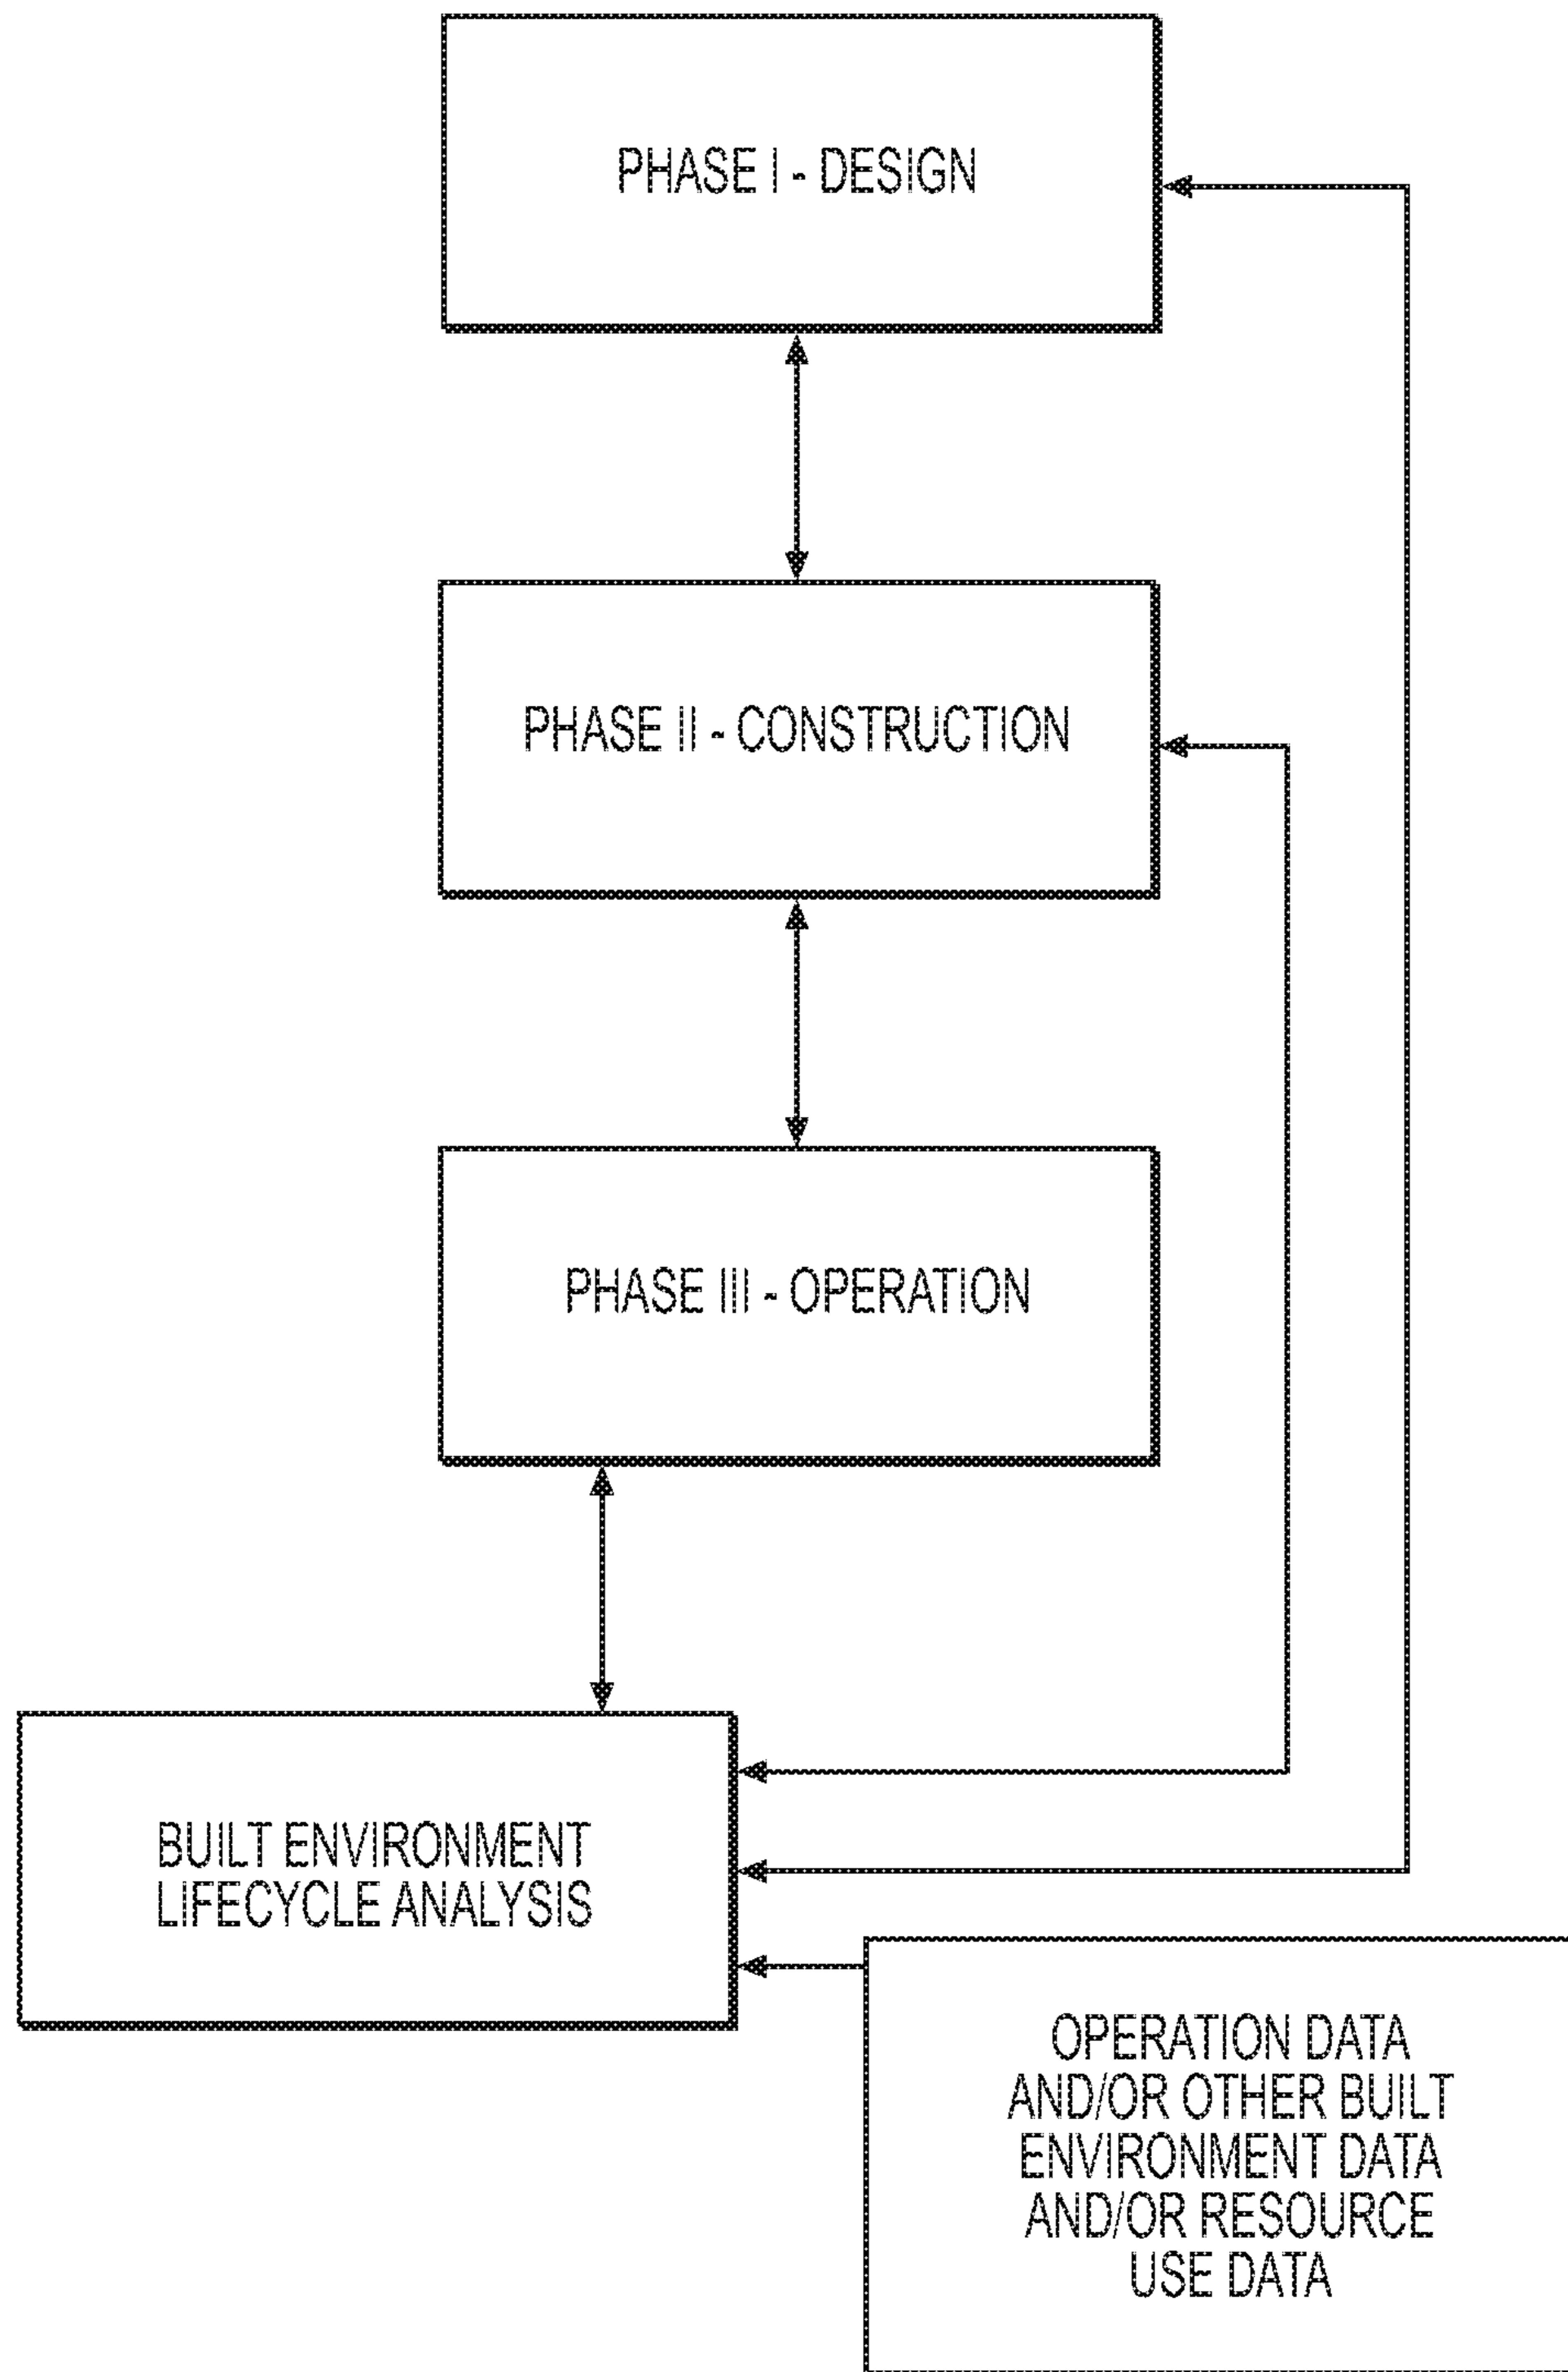 PHASE I - DESIGN
PHASE II - CONSTRUCTION
PHASE III - OPERATION
BUILT ENVIRONMENT
LIFECYCLE ANALYSIS
OPERATION DATA
AND/OR OTHER BUILT
ENVIRONMENT DATA
AND/OR RESOURCE
USE DATA